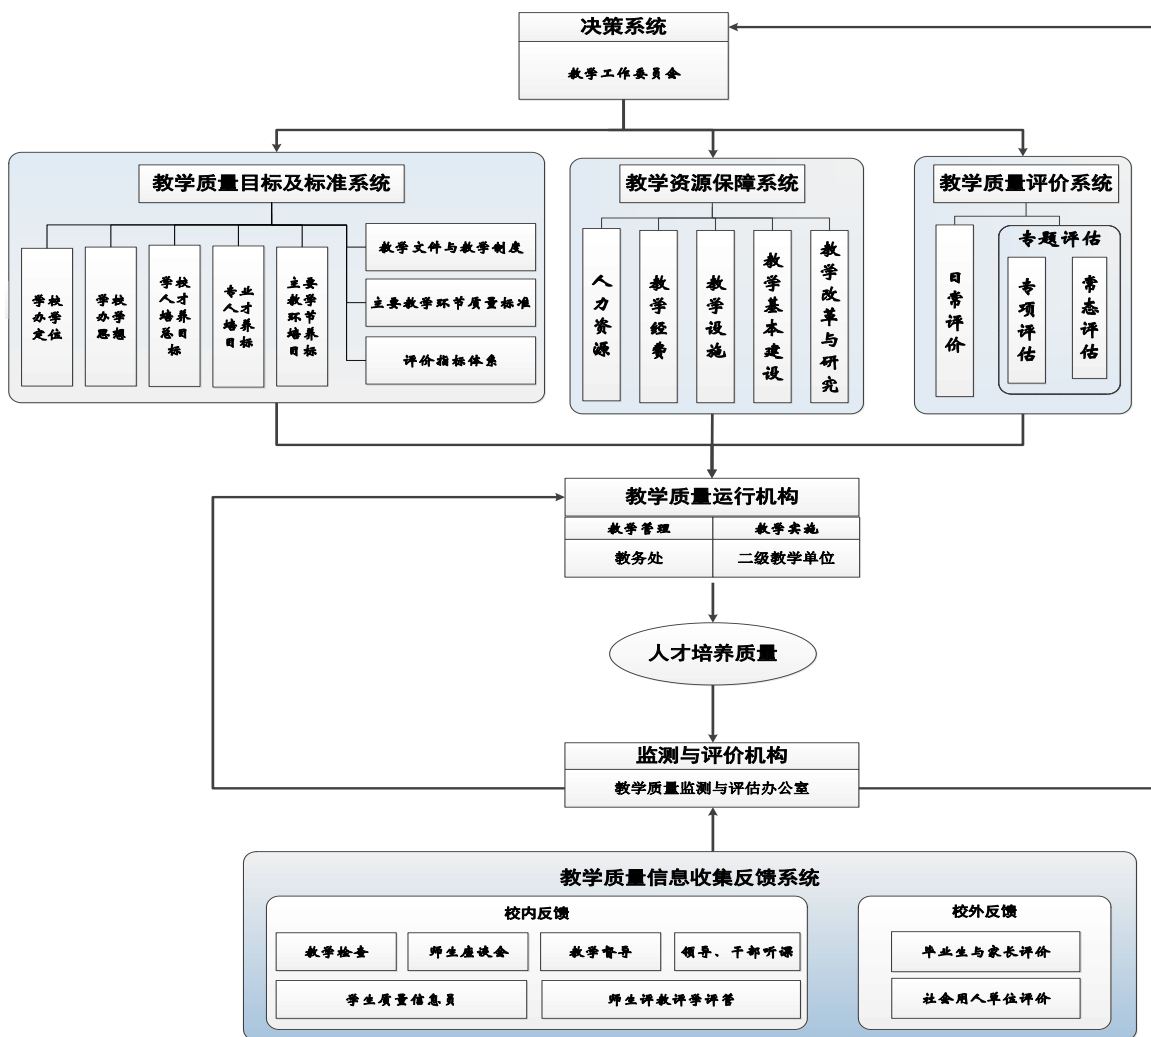 决策系统
教学工作委员会
教学质量目标及标准系统
学校办学定位
学校办学思想
学校人才培养总目标
专业人才培养目标
主要教学环节培养目标
教学文件与教学制度
主要教学环节质量标准
评价指标体系
教学资源保障系统
人力资源
教学经费
教学设施
教学基本建设
教学改革与研究
教学质量评价系统
日常评价
专题评估
专项评估
常态评估
教学质量运行机构
教学管理
教学实施
教务处
二级教学单位
人才培养质量
监测与评价机构
教学质量监测与评估办公室
教学质量信息收集反馈系统
校内反馈
教学检查
师生座谈会
教学督导
领导、干部听课
学生质量信息员
师生评教评学评管
校外反馈
毕业生与家长评价
社会用人单位评价